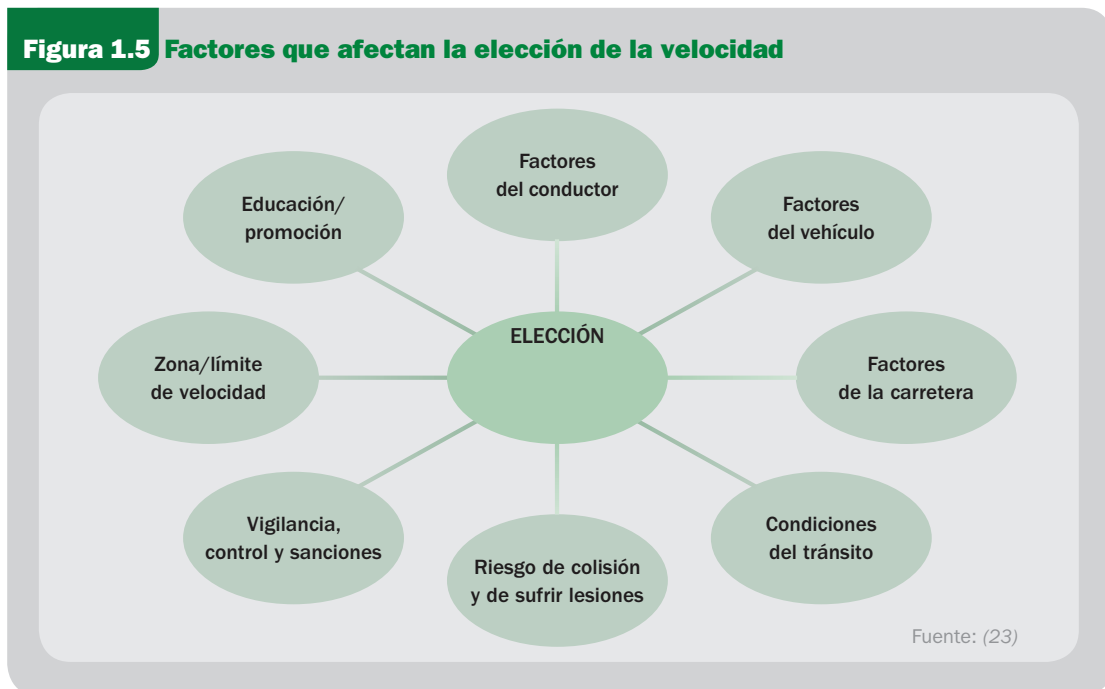 Figura 1.5 Factores que afectan la elección de la velocidad
Factores
del conductor
Educación/
promoción
Factores
del vehículo
ELECCIÓN
Zona/límite
de velocidad
Factores
de la carretera
Vigilancia,
control y sanciones
Condiciones
del tránsito
Riesgo de colisión
y de sufrir lesiones
Fuente: (23)